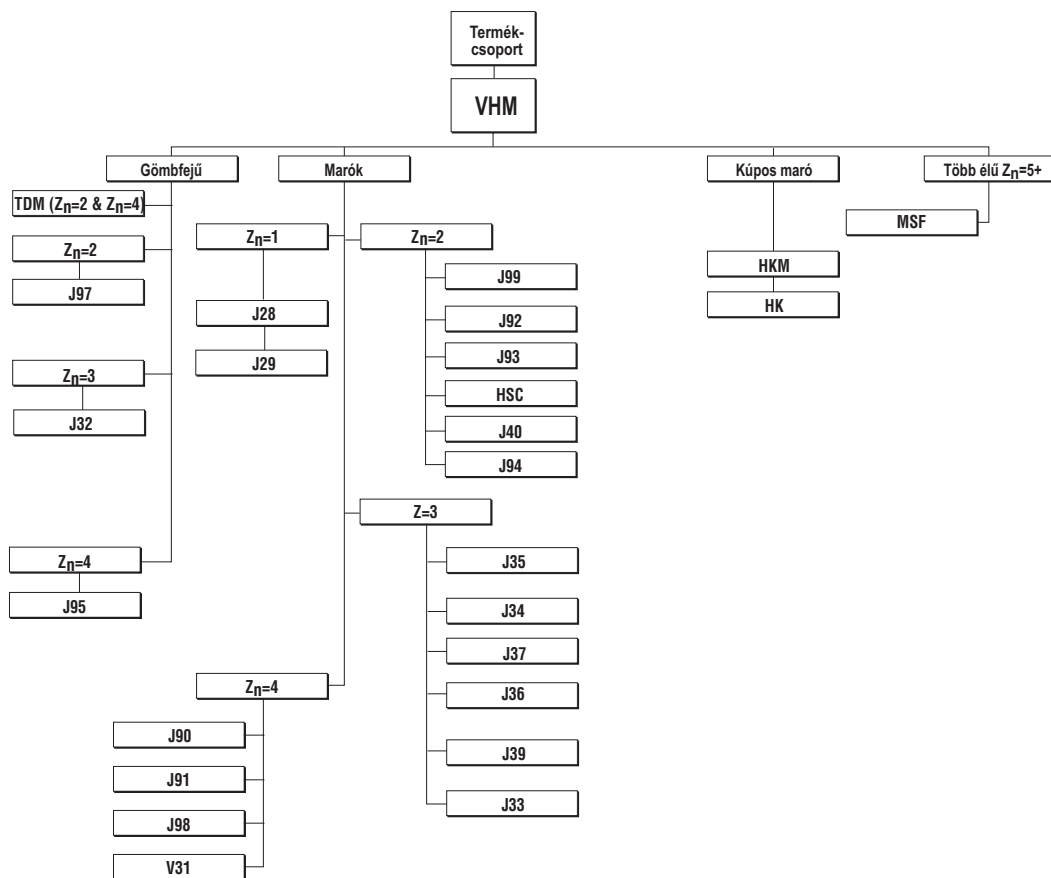 Termék-
csoport
VHM
Gömbfejű
Marók
Kúpos maró
Több élű Zn=5+
TDM (Zn=2 & Zn=4)
Zn=2
J97
Zn=3
J32
Zn=4
J95
Zn=1
J28
J29
Zn=2
J99
J92
J93
HSC
J40
J94
Z=3
J35
J34
J37
J36
J39
J33
Zn=4
J90
J91
J98
V31
HKM
HK
MSF